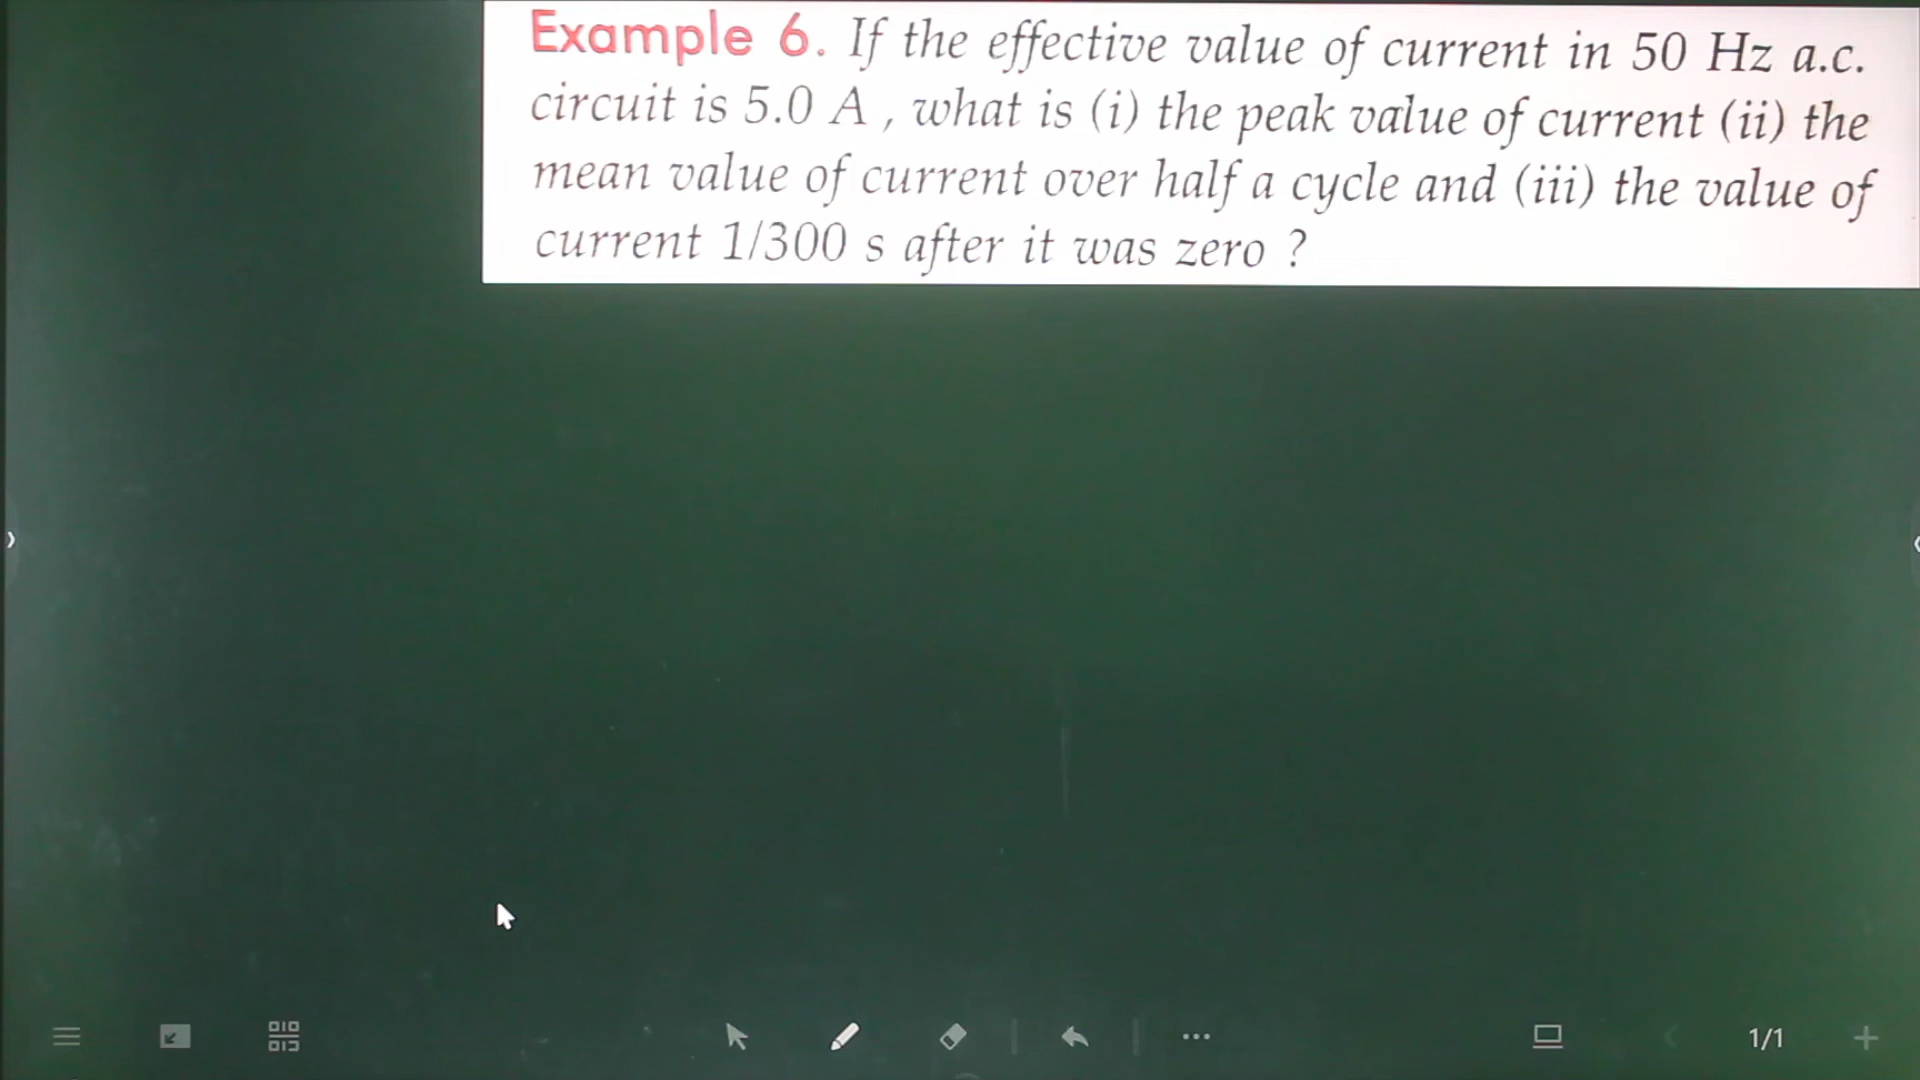 Example 6. If the effective value of current in 50 Hz a.c.
circuit is 5.0 A , what is (i) the peak value of current (ii) the
mean value of current over half a cycle and (iii) the value of
current 1/300 s after it was zero ?
1/1